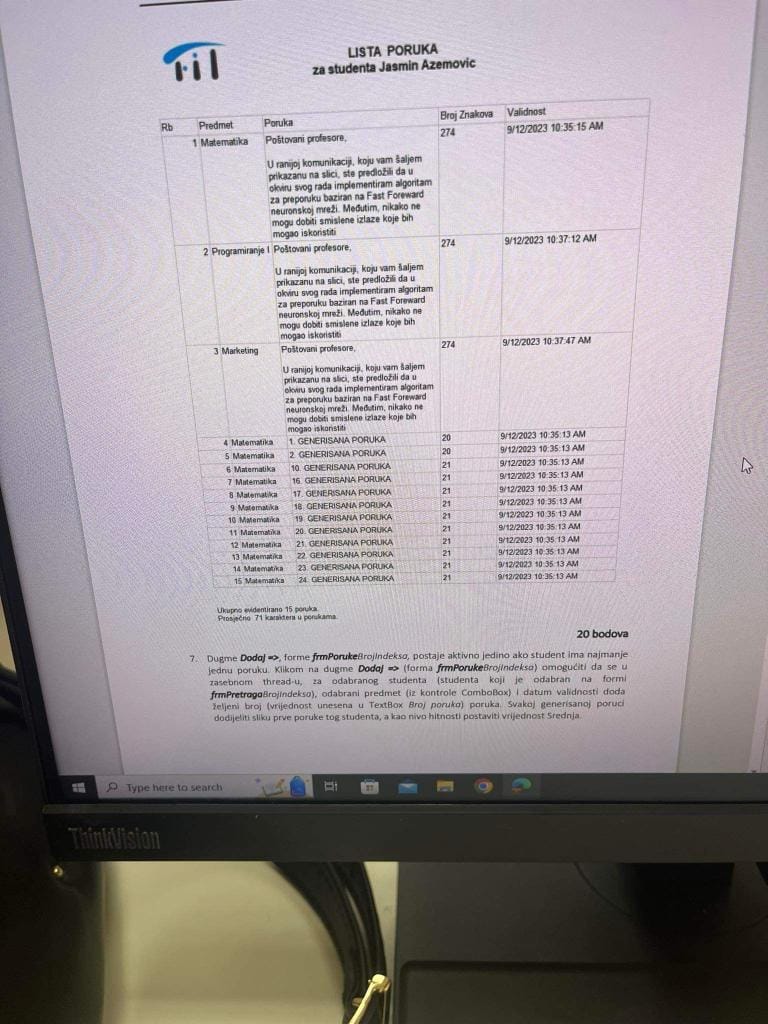 FIT
LISTA PORUKA
za studenta Jasmin Azemovic
Rb Predmet Poruka Broj Znakova Validnost
1 Matematika Poštovani profesore, 274 9/12/2023 10:35:15 AM
U ranijoj komunikaciji, koju vam šaljem
prikazanu na slici, ste predložili da u
okviru svog rada implementiram algoritam
za preporuku baziran na Fast Foreward
neuronskoj mreži. Međutim, nikako ne
mogu dobiti smislene izlaze koje bih
mogao iskoristiti
2 Programiranje I Poštovani profesore, 274 9/12/2023 10:37:12 AM
U ranijoj komunikaciji, koju vam šaljem
prikazanu na slici, ste predložili da u
okviru svog rada implementiram algoritam
za preporuku baziran na Fast Foreward
neuronskoj mreži. Međutim, nikako ne
mogu dobiti smislene izlaze koje bih
mogao iskoristiti
3 Marketing Poštovani profesore, 274 9/12/2023 10:37:47 AM
U ranijoj komunikaciji, koju vam šaljem
prikazanu na slici, ste predložili da u
okviru svog rada implementiram algoritam
za preporuku baziran na Fast Foreward
neuronskoj mreži. Međutim, nikako ne
mogu dobiti smislene izlaze koje bih
mogao iskoristiti
4 Matematika 1. GENERISANA PORUKA 20 9/12/2023 10:35:13 AM
5 Matematika 2. GENERISANA PORUKA 20 9/12/2023 10:35:13 AM
6 Matematika 10. GENERISANA PORUKA 21 9/12/2023 10:35:13 AM
7 Matematika 16. GENERISANA PORUKA 21 9/12/2023 10:35:13 AM
8 Matematika 17. GENERISANA PORUKA 21 9/12/2023 10:35:13 AM
9 Matematika 18. GENERISANA PORUKA 21 9/12/2023 10:35:13 AM
10 Matematika 19. GENERISANA PORUKA 21 9/12/2023 10:35:13 AM
11 Matematika 20. GENERISANA PORUKA 21 9/12/2023 10:35:13 AM
12 Matematika 21. GENERISANA PORUKA 21 9/12/2023 10:35:13 AM
13 Matematika 22. GENERISANA PORUKA 21 9/12/2023 10:35:13 AM
14 Matematika 23. GENERISANA PORUKA 21 9/12/2023 10:35:13 AM
15 Matematika 24. GENERISANA PORUKA 21 9/12/2023 10:35:13 AM
Ukupno evidentirano 15 poruka.
Prosječno 71 karaktera u porukama.
20 bodova
7. Dugme Dodaj =>, forme frmPorukeBrojIndeksa, postaje aktivno jedino ako student ima najmanje
jednu poruku. Klikom na dugme Dodaj => (forma frmPorukeBrojIndeksa) omogućiti da se u
zasebnom thread-u, za odabranog studenta (studenta koji je odabran na formi
frmPretragaBrojIndeksa), odabrani predmet (iz kontrole ComboBox) i datum validnosti doda
željeni broj (vrijednost unesena u TextBox Broj poruka) poruka. Svakoj generisanoj poruci
dodijeliti sliku prve poruke tog studenta, a kao nivo hitnosti postaviti vrijednost Srednja.
Type here to search
ThinkVision